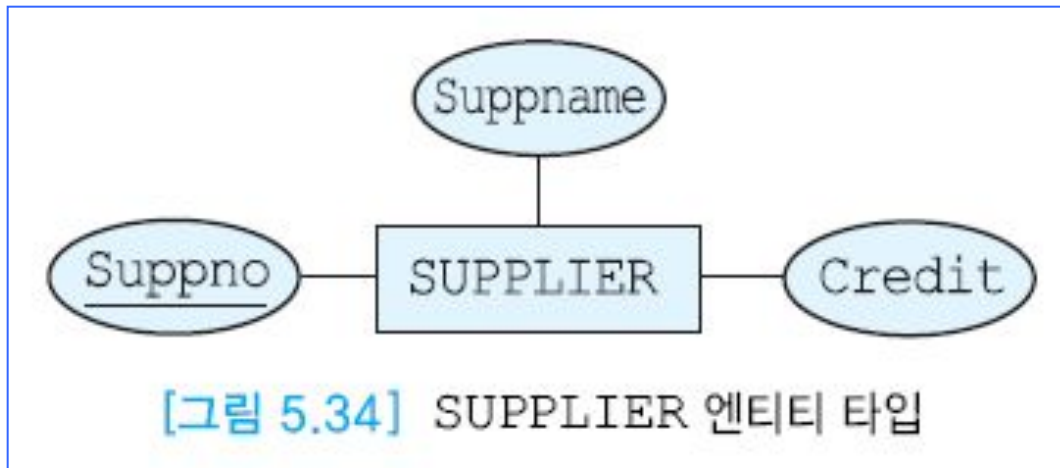 Suppname
Suppno
SUPPLIER
Credit
[그림 5.34] SUPPLIER 엔티티 타입